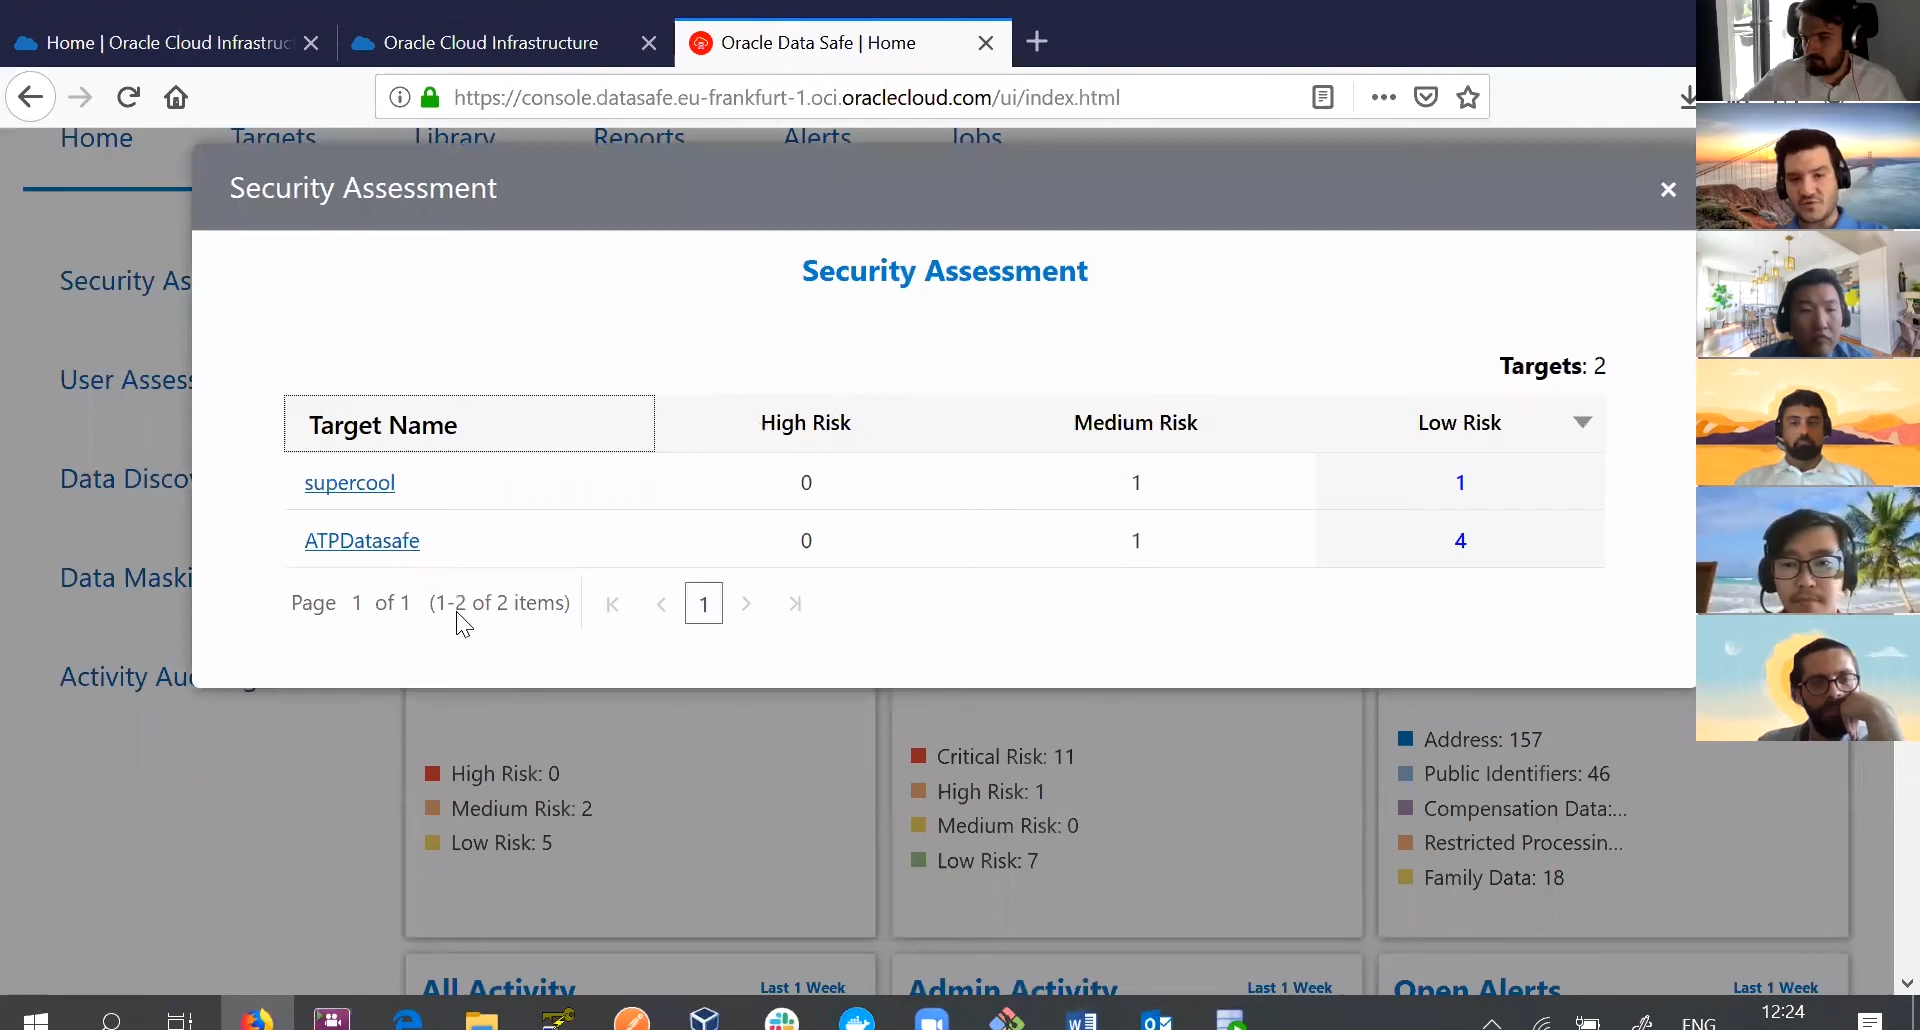 Home | Oracle Cloud Infrastruc
Oracle Cloud Infrastructure
Oracle Data Safe | Home
https://console.datasafe.eu-frankfurt-1.oci.oraclecloud.com/ui/index.html
Home
Targets
Library
Reports
Alerts
Jobs
Security Assessment
Security As
User Assess
Data Disco
Data Maski
Activity Au g
Security Assessment
Targets: 2
Target Name
High Risk
Medium Risk
Low Risk
supercool
0
1
1
ATPDatasafe
0
1
4
Page 1 of 1 (1-2 of 2 items)
1
High Risk: 0
Medium Risk: 2
Low Risk: 5
Critical Risk: 11
High Risk: 1
Medium Risk: 0
Low Risk: 7
Address: 157
Public Identifiers: 46
Compensation Data:...
Restricted Processin...
Family Data: 18
All Activity
Last 1 Week
Admin Activity
Last 1 Week
Open Alerts
Last 1 Week
ENG
12:24